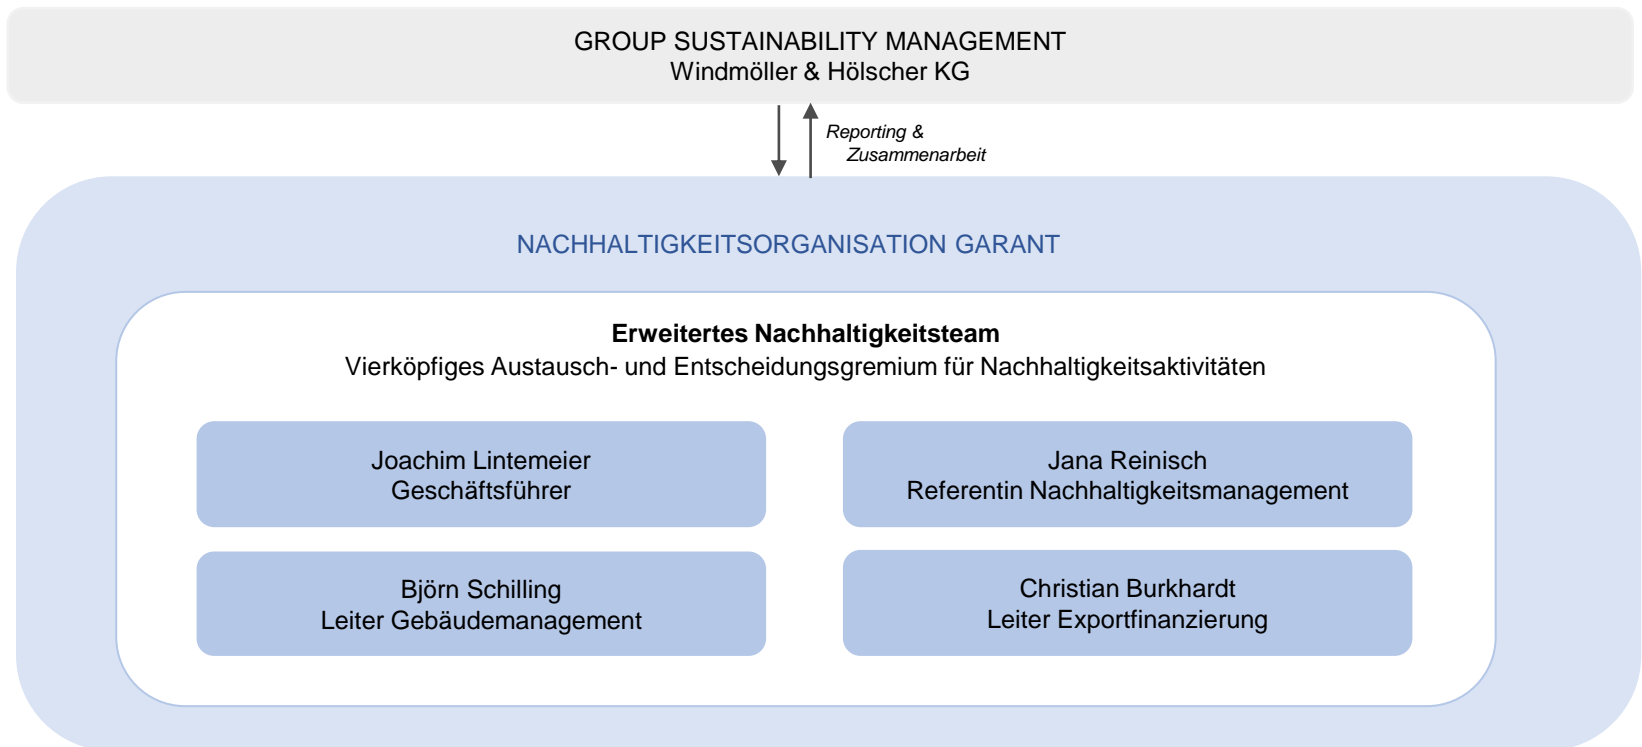 GROUP SUSTAINABILITY MANAGEMENT
Windmöller & Hölscher KG
Reporting &
Zusammenarbeit
NACHHALTIGKEITSORGANISATION GARANT
Erweitertes Nachhaltigkeitsteam
Vierköpfiges Austausch- und Entscheidungsgremium für Nachhaltigkeitsaktivitäten
Joachim Lintemeier
Geschäftsführer
Jana Reinisch
Referentin Nachhaltigkeitsmanagement
Björn Schilling
Leiter Gebäudemanagement
Christian Burkhardt
Leiter Exportfinanzierung